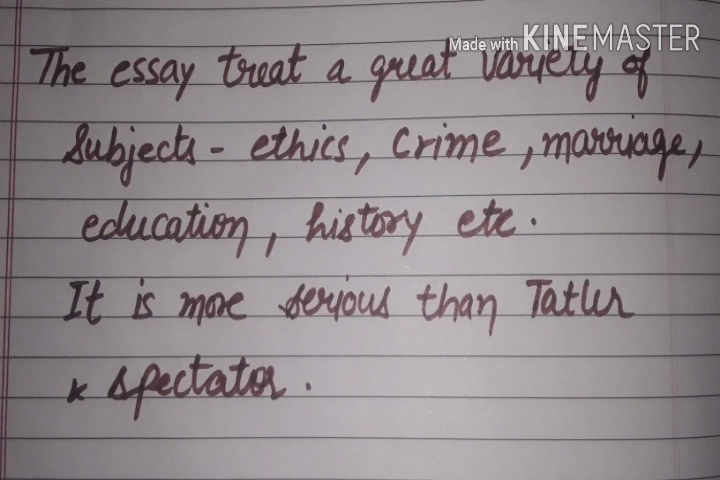 Made with KINEMASTER
The essay treat a great variety of
Subjects - ethics, Crime, marriage,
education, history etc.
It is more serious than Tatler
& Spectator.